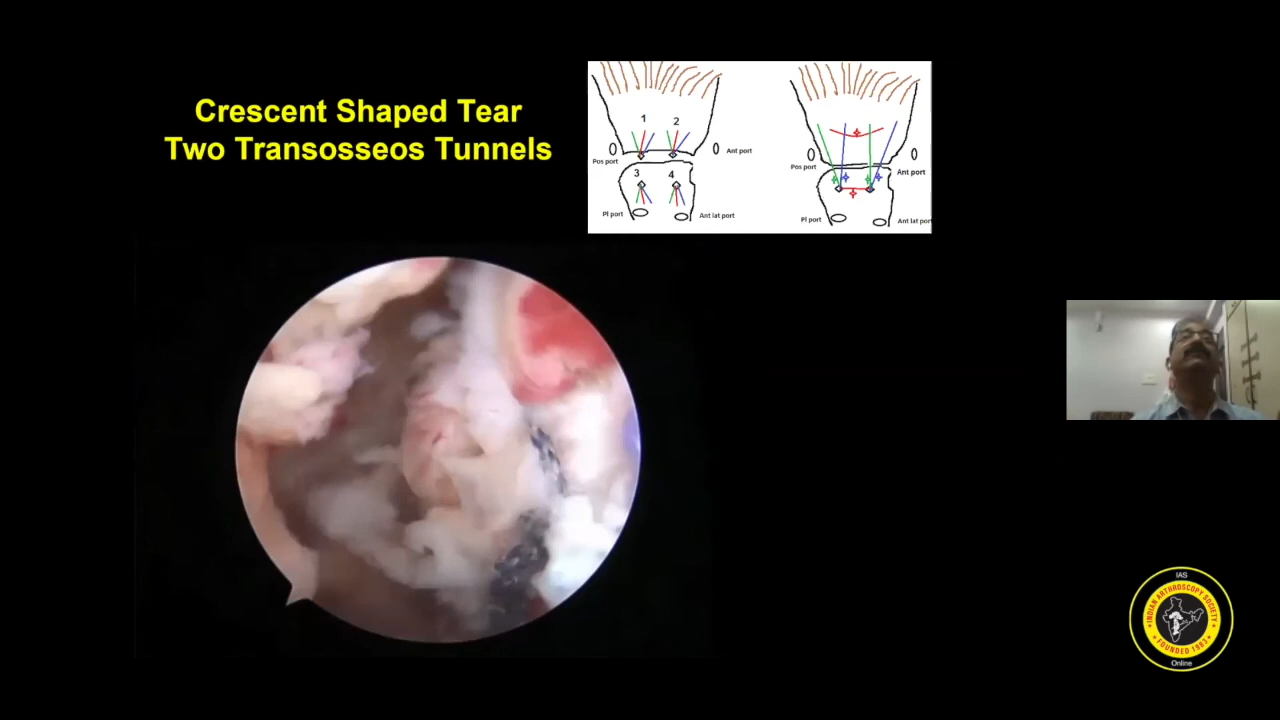 Crescent Shaped Tear
Two Transosseos Tunnels
1 2
Pos port
Ant port
3 4
Pl port
Ant lat port
Pos port
Ant port
Pl port
Ant lat port
IAS
INDIAN ARTHROSCOPY SOCIETY
FOUNDED 1983
Online